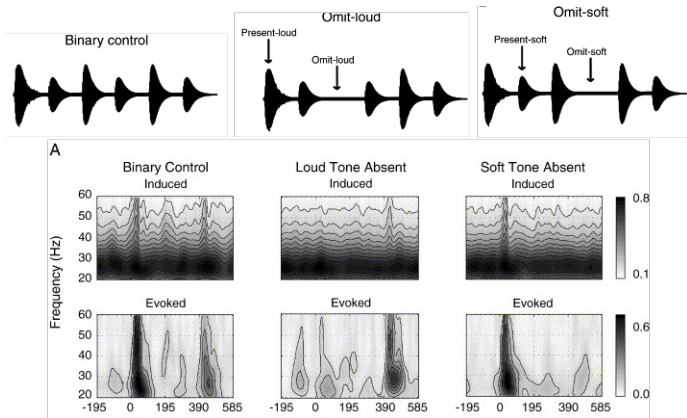 Binary control
Omit-loud
Present-loud
Omit-loud
Omit-soft
Present-soft
Omit-soft
A
Binary Control
Loud Tone Absent
Soft Tone Absent
Induced
Induced
Induced
60
50
40
30
20
0.8
0.1
Frequency (Hz)
Evoked
Evoked
Evoked
60
50
40
30
20
0.6
0.0
-195 0 195 390 585
-195 0 195 390 585
-195 0 195 390 585